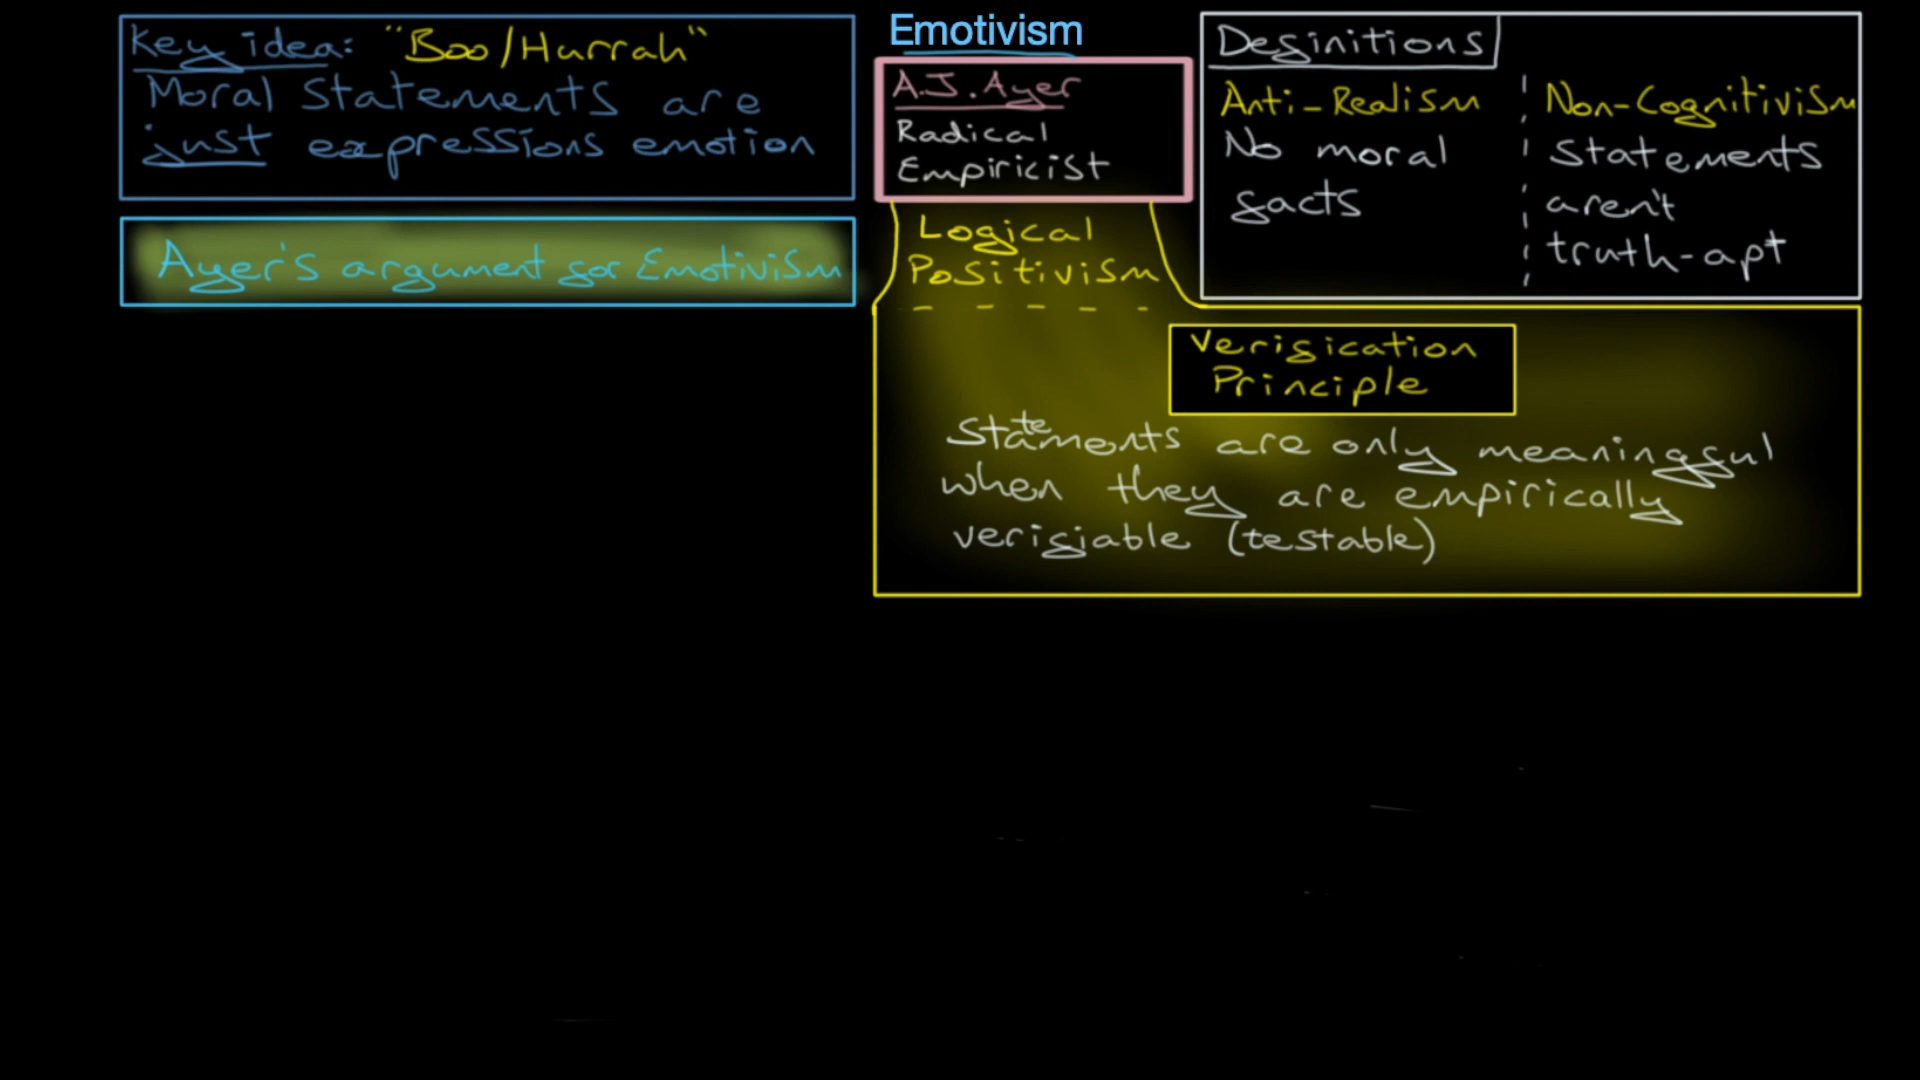 Key idea: "Boo/Hurrah"
Moral statements are
just expressions emotion
Ayer's argument for Emotivism
Emotivism
A.J. Ayer
Radical
Empiricist
Logical
Positivism
Definitions
Anti-Realism
No moral
facts
Non-Cognitivism
statements
aren't
truth-apt
Verification
Principle
Statements are only meaningful
when they are empirically
verifiable (testable)